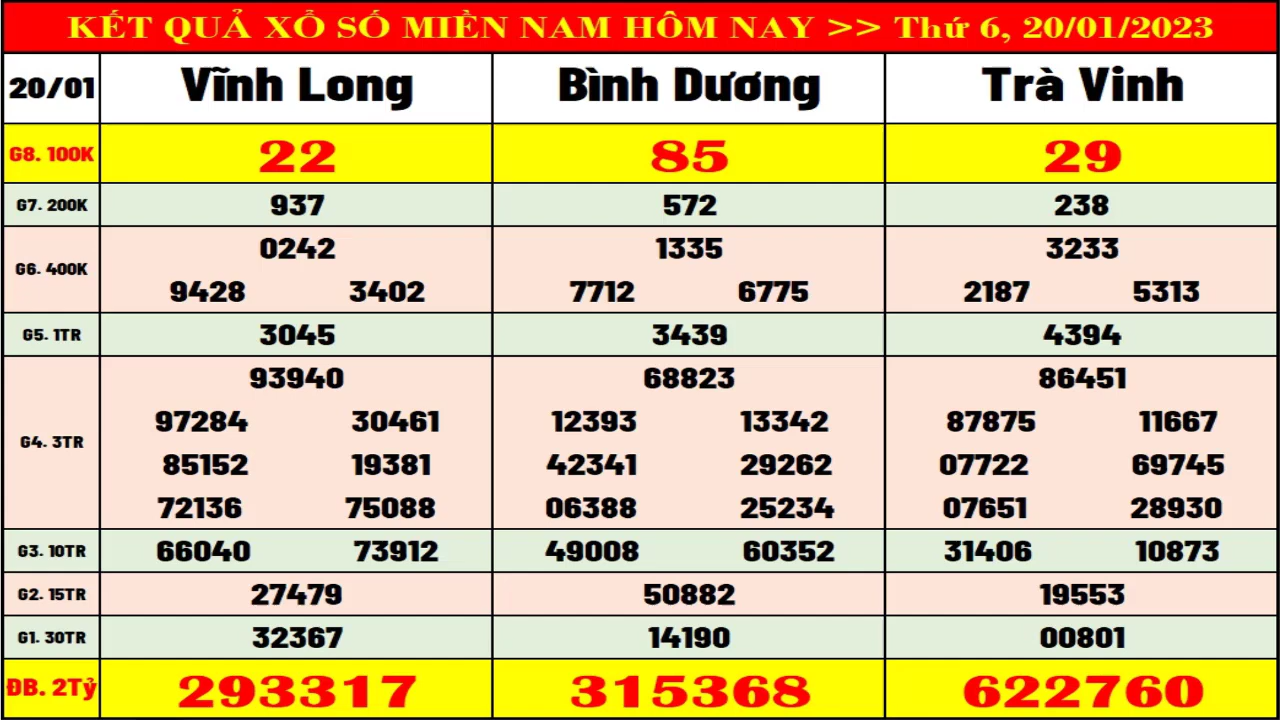 KẾT QUẢ XỔ SỐ MIỀN NAM HÔM NAY >> Thứ 6, 20/01/2023
20/01 Vĩnh Long Bình Dương Trà Vinh
G8. 100K 22 85 29
G7. 200K 937 572 238
0242 1335 3233
G6. 400K
9428 3402 7712 6775 2187 5313
G5. 1TR 3045 3439 4394
93940 68823 86451
97284 30461 12393 13342 87875 11667
G4. 3TR
85152 19381 42341 29262 07722 69745
72136 75088 06388 25234 07651 28930
G3. 10TR 66040 73912 49008 60352 31406 10873
G2. 15TR 27479 50882 19553
G1. 30TR 32367 14190 00801
ĐB. 2Tỷ 293317 315368 622760